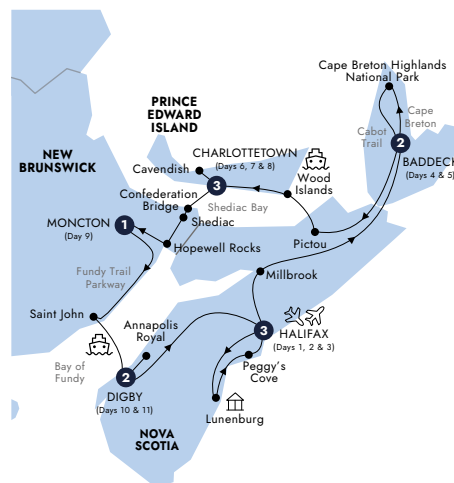 Cape Breton Highlands
National Park
PRINCE
EDWARD
ISLAND
Cape
Breton
Cabot
Trail
2
BADDECK
(Days 4 & 5)
NEW
BRUNSWICK
CHARLOTTETOWN
(Days 6, 7 & 8)
Cavendish
3
Wood
Islands
Confederation
Bridge
Shediac Bay
Shediac
MONCTON
(Day 9)
1
Hopewell Rocks
Pictou
Fundy Trail
Parkway
Millbrook
Saint John
Annapolis
Royal
3
HALIFAX
(Days 1, 2 & 3)
Bay of
Fundy
Peggy's
Cove
2
DIGBY
(Days 10 & 11)
Lunenburg
NOVA
SCOTIA